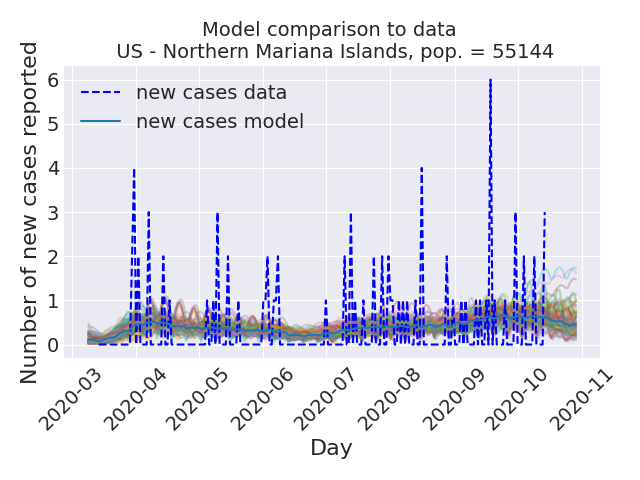 Model comparison to data
US - Northern Mariana Islands, pop. = 55144
Number of new cases reported
6
5
4
3
2
1
0
new cases data
new cases model
2020-03
2020-04
2020-05
2020-06
2020-07
2020-08
2020-09
2020-10
2020-11
Day